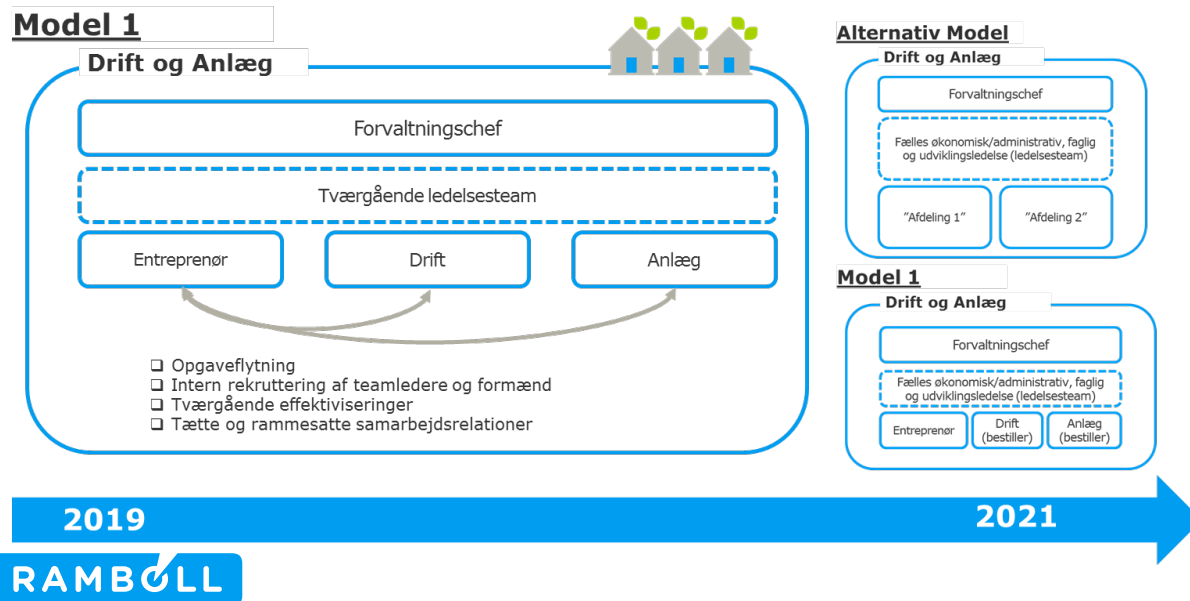 Model 1
Drift og Anlæg
Forvaltningschef
Tværgående ledelsesteam
Entreprenør
Drift
Anlæg
❑ Opgaveflytning
❑ Intern rekruttering af teamledere og formænd
❑ Tværgående effektiviseringer
❑ Tætte og rammesatte samarbejdsrelationer
Alternativ Model
Drift og Anlæg
Forvaltningschef
Fælles økonomisk/administrativ, faglig
og udviklingsledelse (ledelsesteam)
”Afdeling 1”
”Afdeling 2”
Model 1
Drift og Anlæg
Forvaltningschef
Fælles økonomisk/administrativ, faglig
og udviklingsledelse (ledelsesteam)
Entreprenør
Drift
(bestiller)
Anlæg
(bestiller)
2019
2021
RAMBOLL